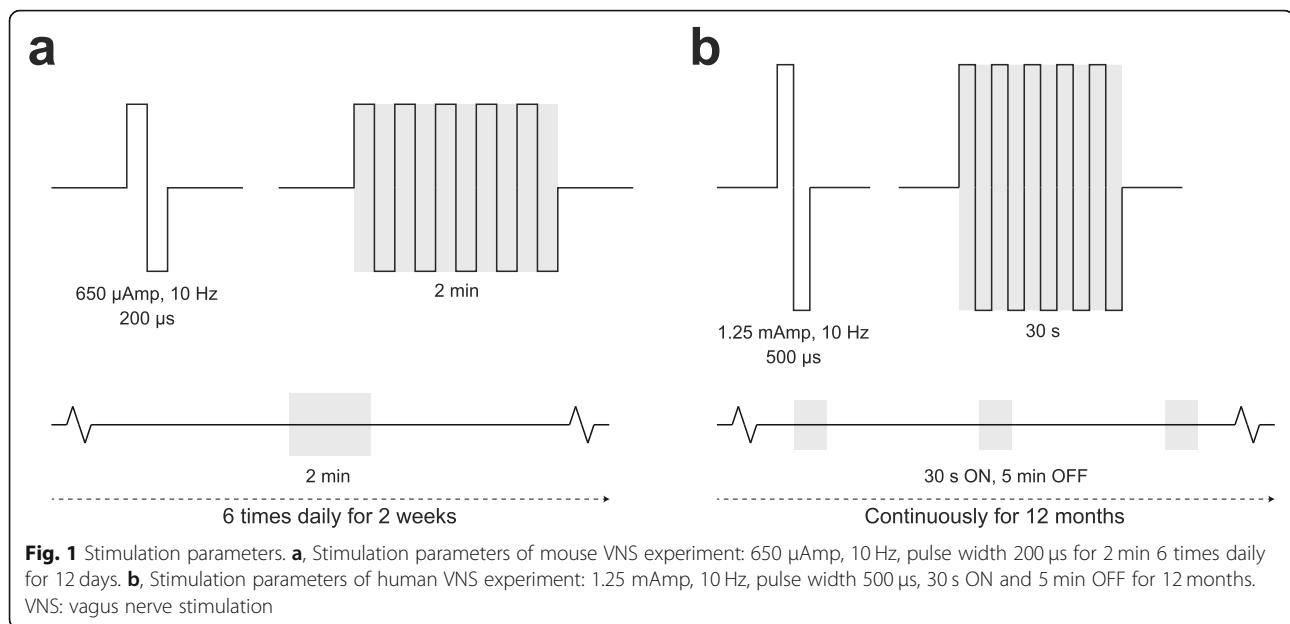 a
650 µAmp, 10 Hz
200 µs
2 min
2 min
6 times daily for 2 weeks
b
1.25 mAmp, 10 Hz
500 µs
30 s
30 s ON, 5 min OFF
Continuously for 12 months
Fig. 1 Stimulation parameters. a, Stimulation parameters of mouse VNS experiment: 650 µAmp, 10 Hz, pulse width 200 µs for 2 min 6 times daily
for 12 days. b, Stimulation parameters of human VNS experiment: 1.25 mAmp, 10 Hz, pulse width 500 µs, 30 s ON and 5 min OFF for 12 months.
VNS: vagus nerve stimulation